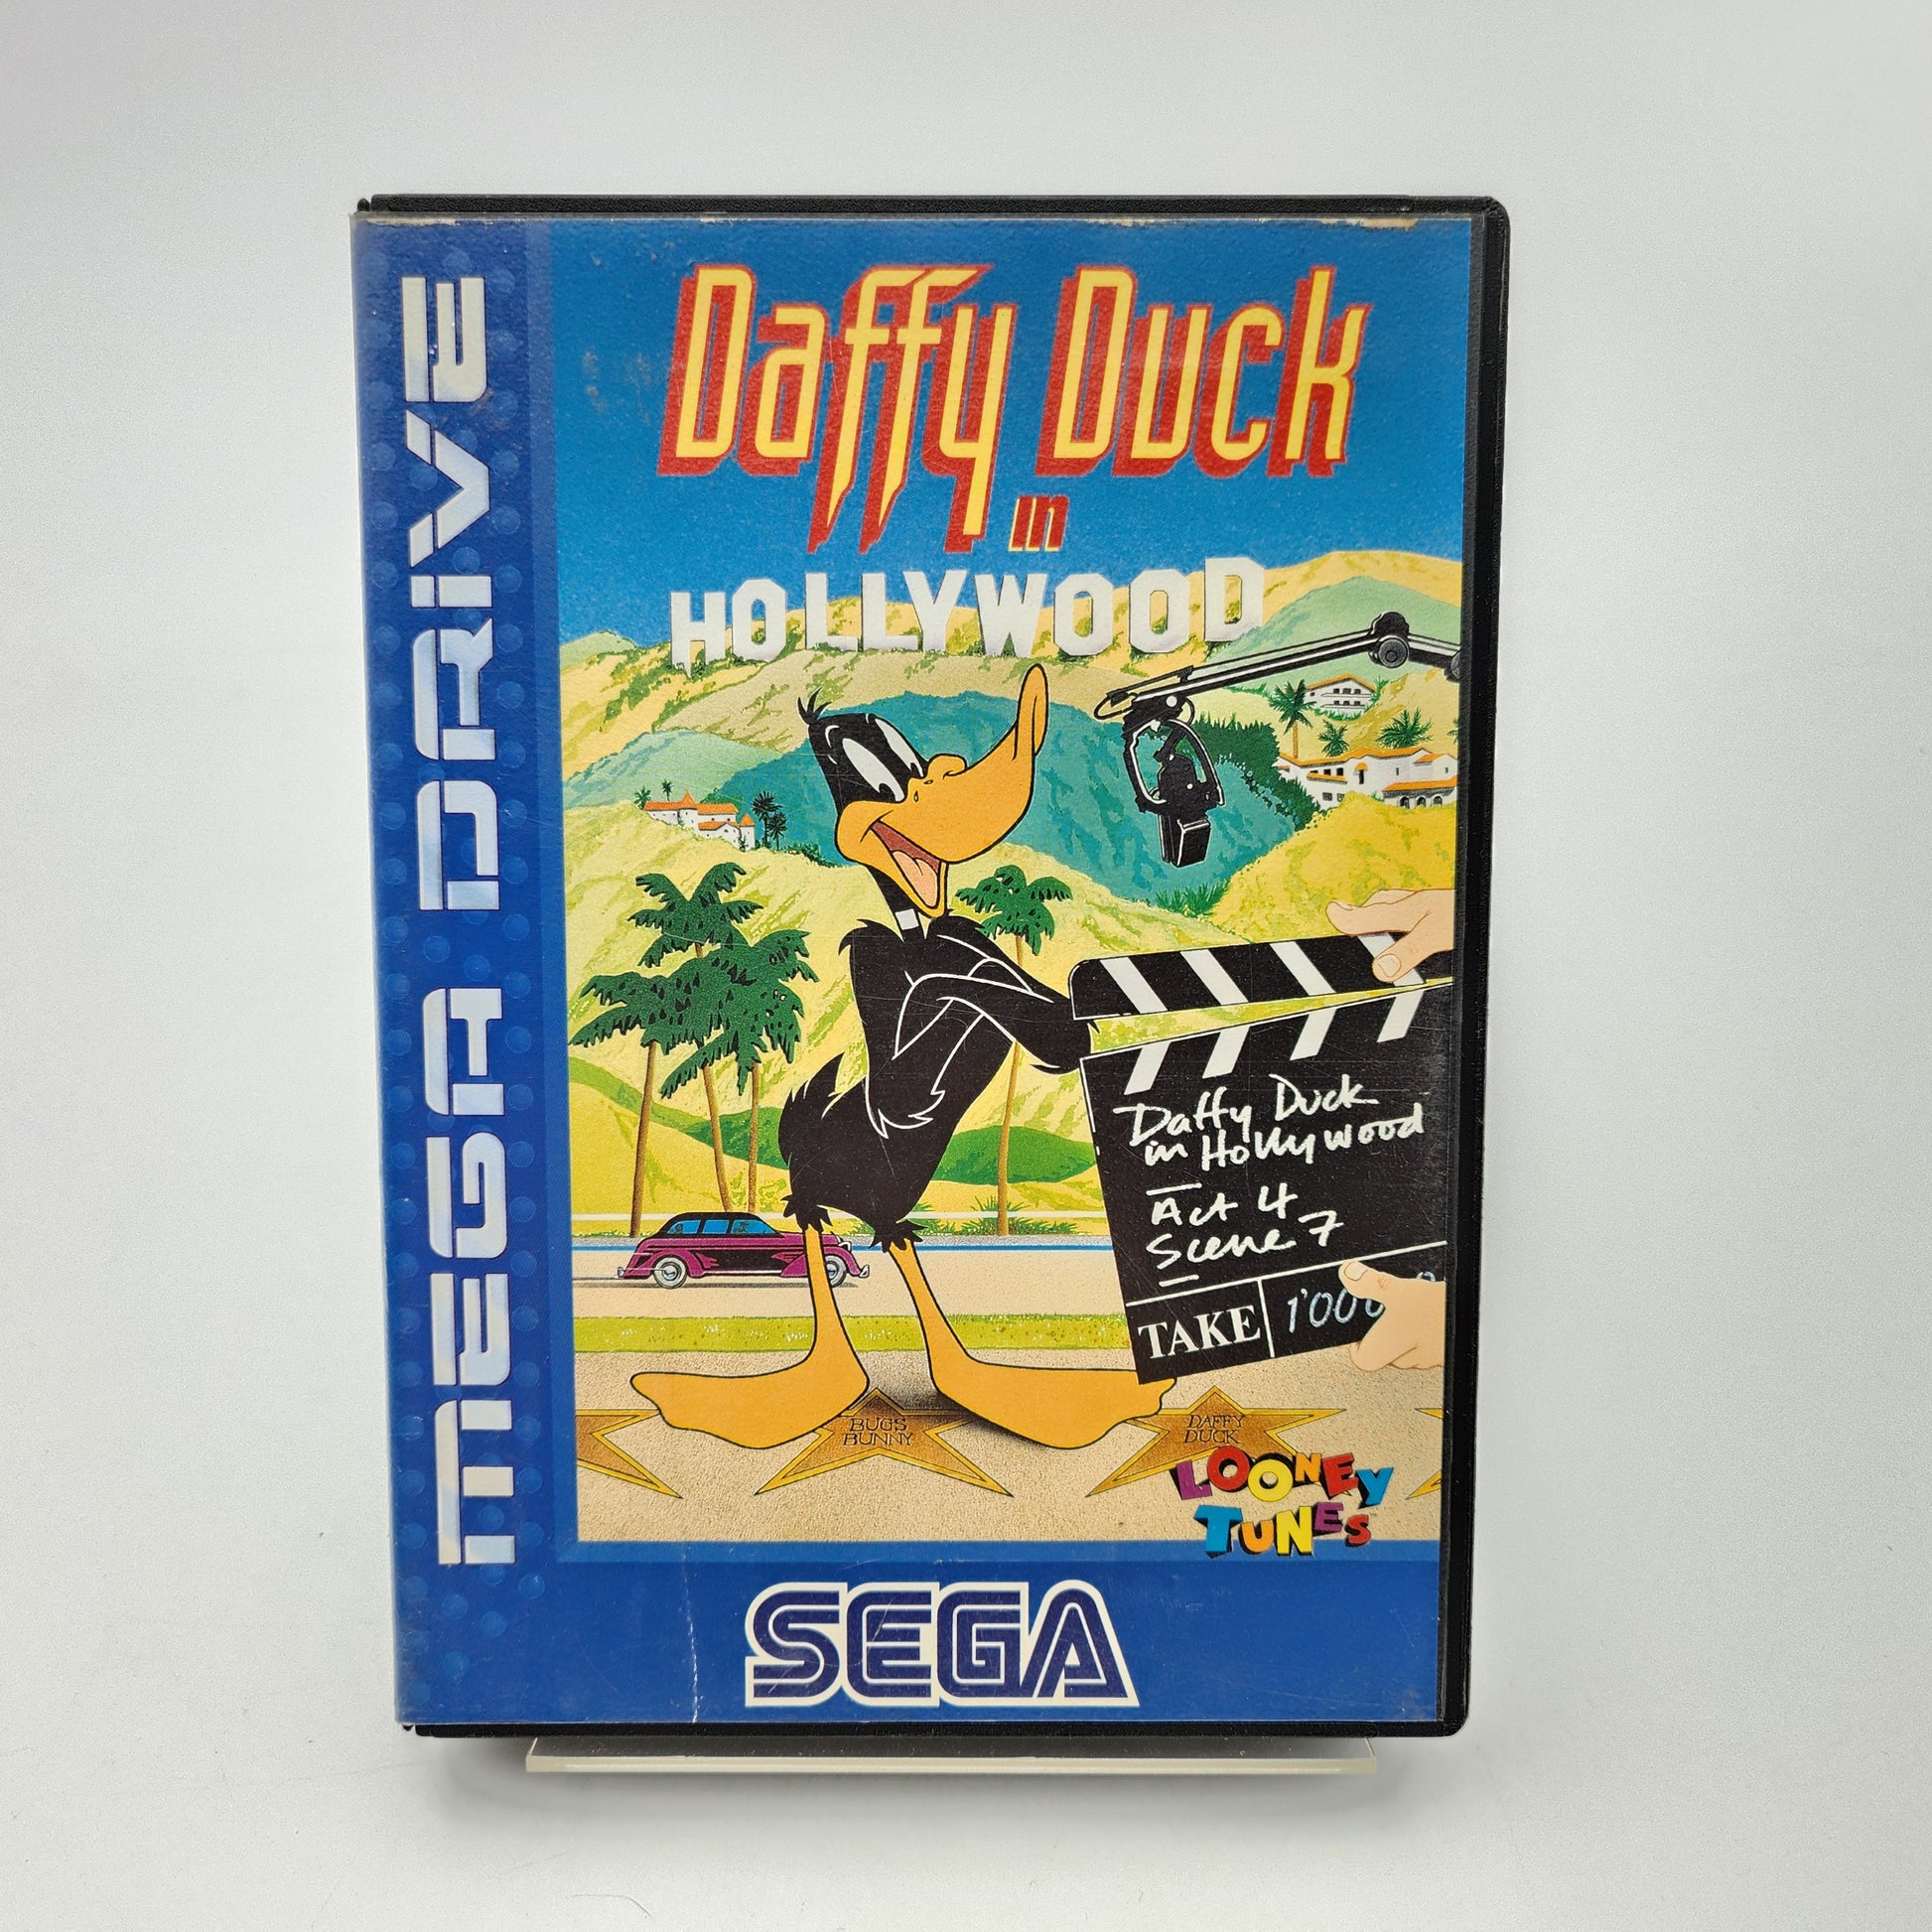 MEGA DRIVE
Daffy Duck
in
HOLLYWOOD
Daffy Duck
in Hollywood
Act 4
Scene 7
TAKE
BUGS
BUNNY
DAFFY
DUCK
LOONEY
TUNES
SEGA